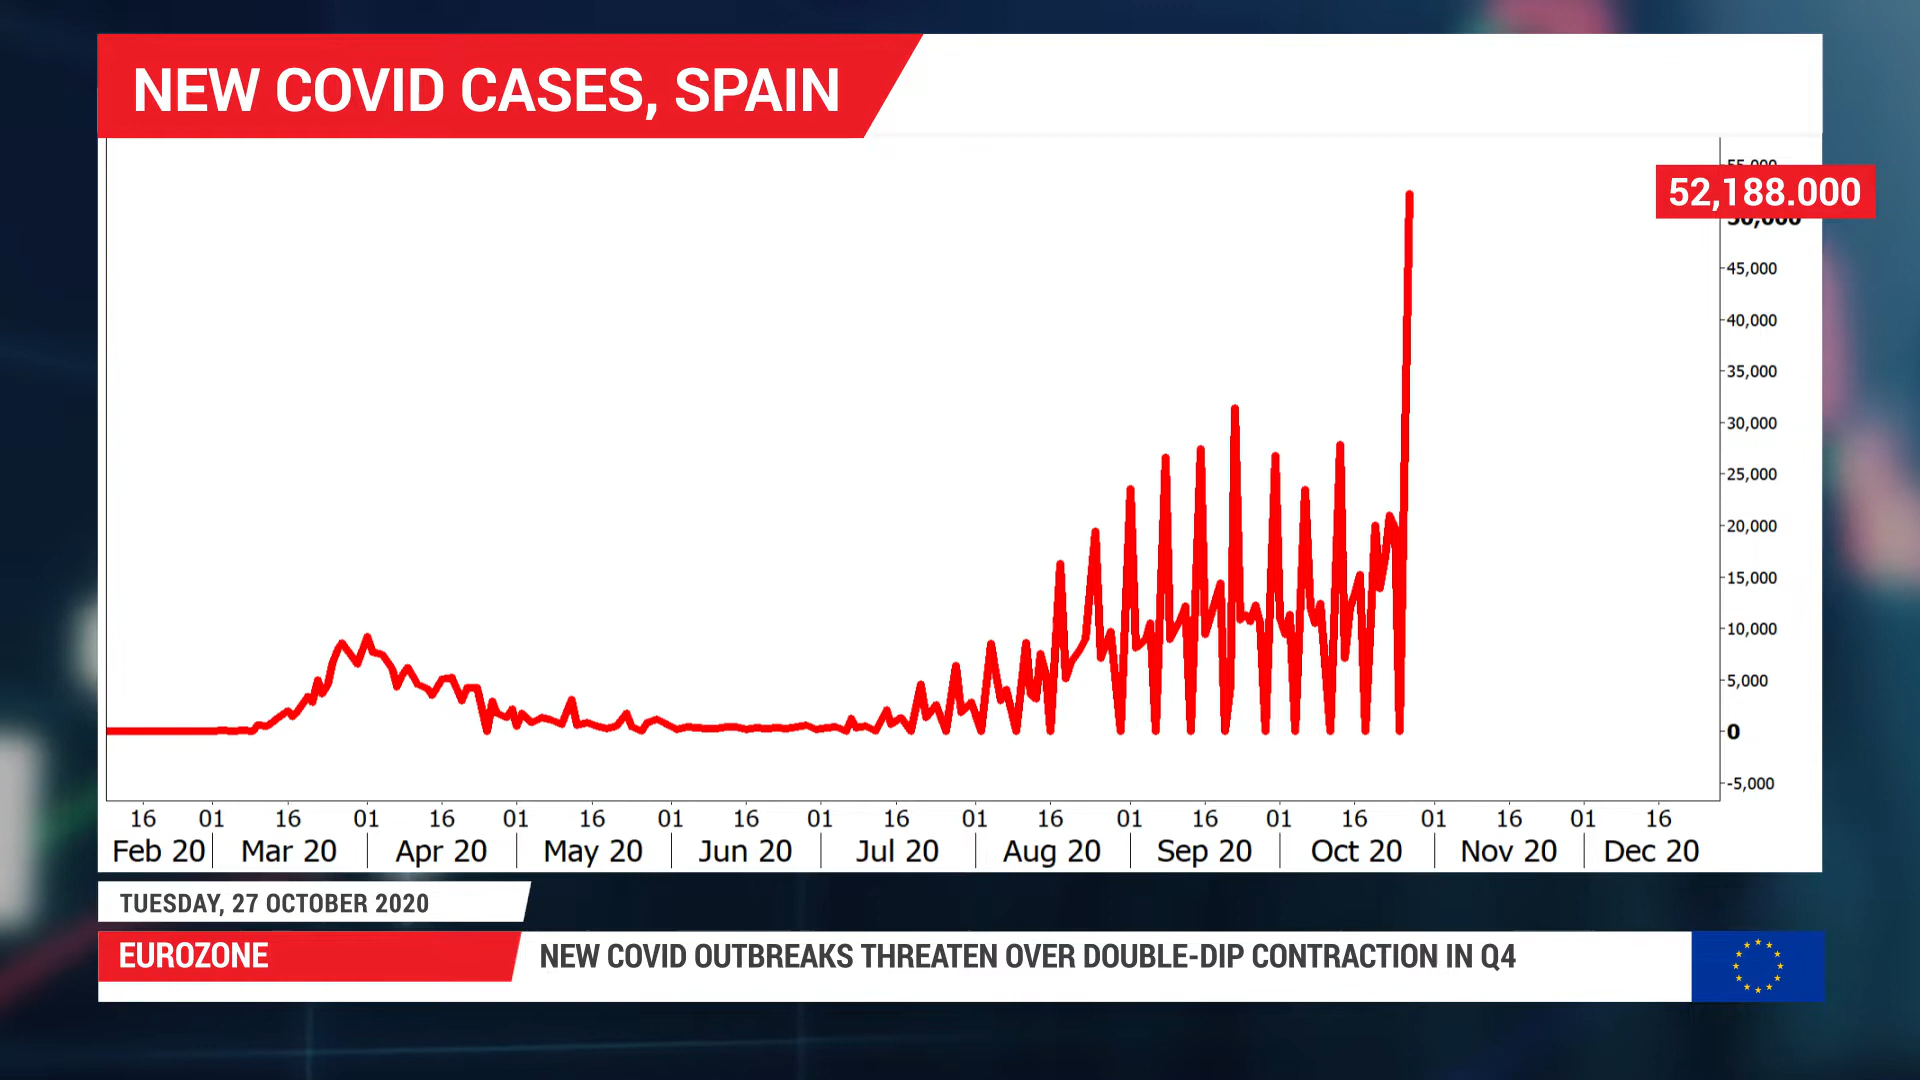 NEW COVID CASES, SPAIN
55,000
52,188.000
50,000
45,000
40,000
35,000
30,000
25,000
20,000
15,000
10,000
5,000
0
-5,000
16 01 16 01 16 01 16 01 16 01 16 01 16 01 16 01 16 01 16 01 16
Feb 20 Mar 20 Apr 20 May 20 Jun 20 Jul 20 Aug 20 Sep 20 Oct 20 Nov 20 Dec 20
TUESDAY, 27 OCTOBER 2020
EUROZONE
NEW COVID OUTBREAKS THREATEN OVER DOUBLE-DIP CONTRACTION IN Q4